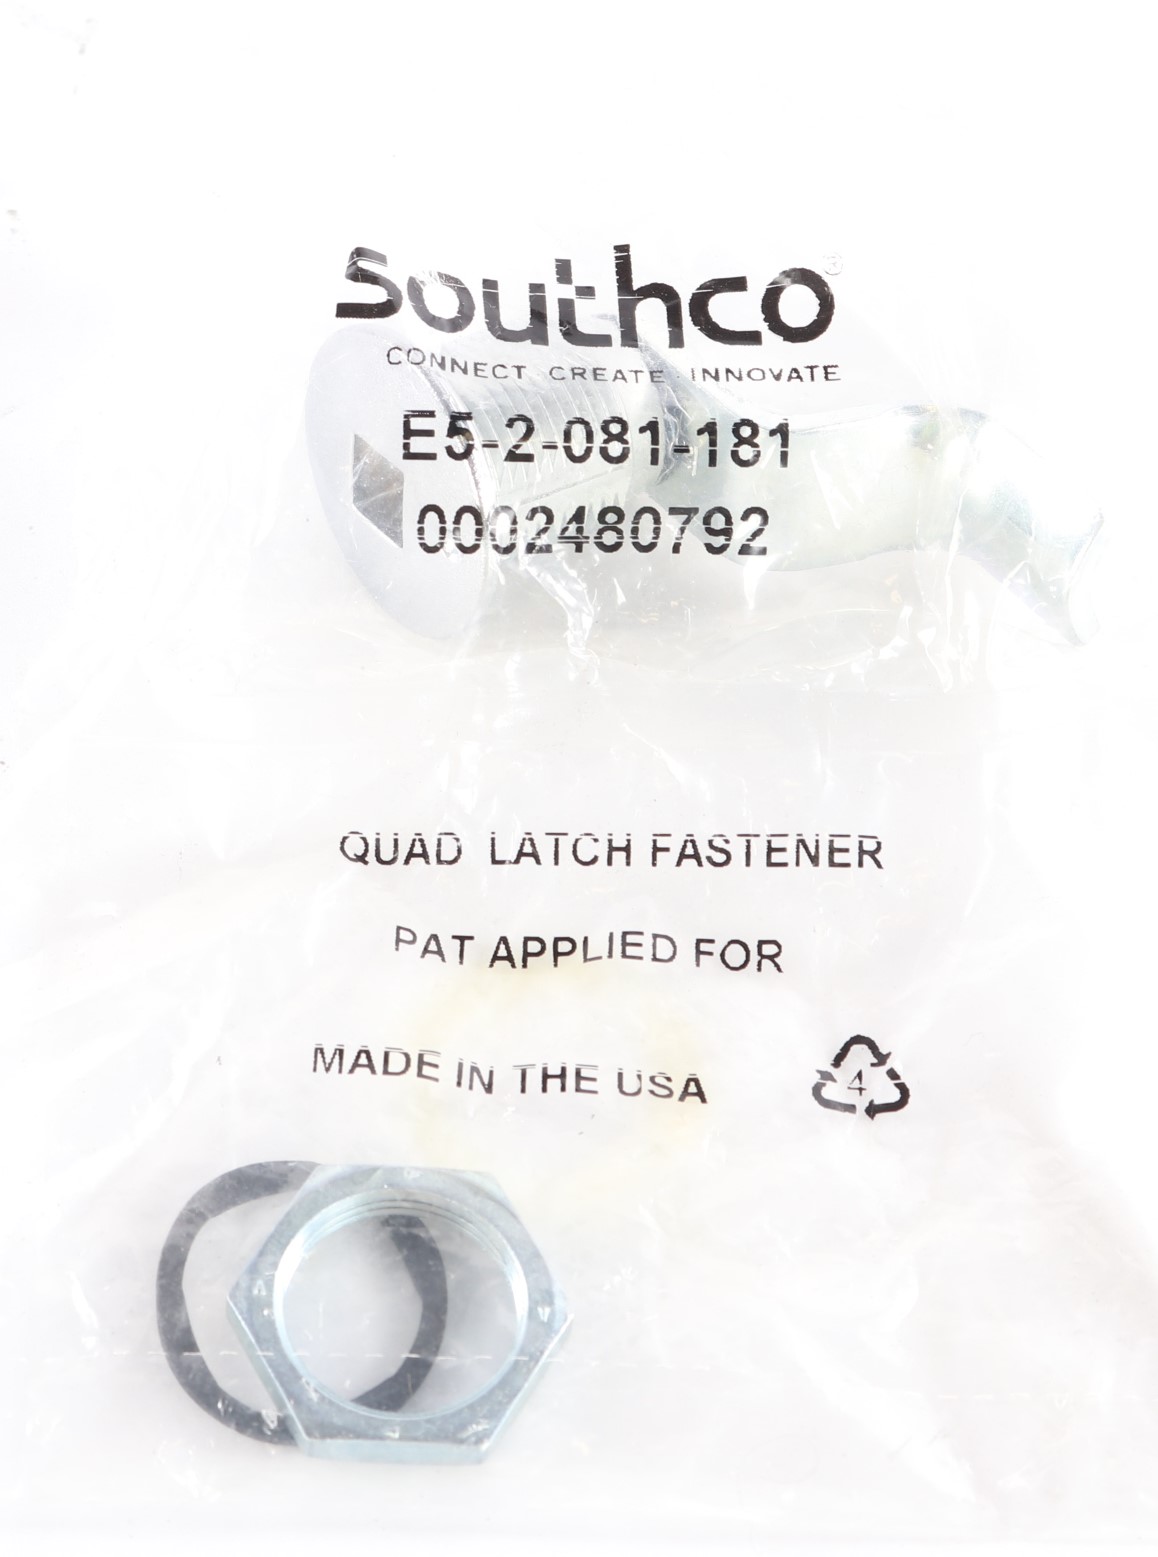 Southco®
CONNECT · CREATE · INNOVATE
E5-2-081-181
0002480792
QUAD LATCH FASTENER
PAT APPLIED FOR
MADE IN THE USA
4